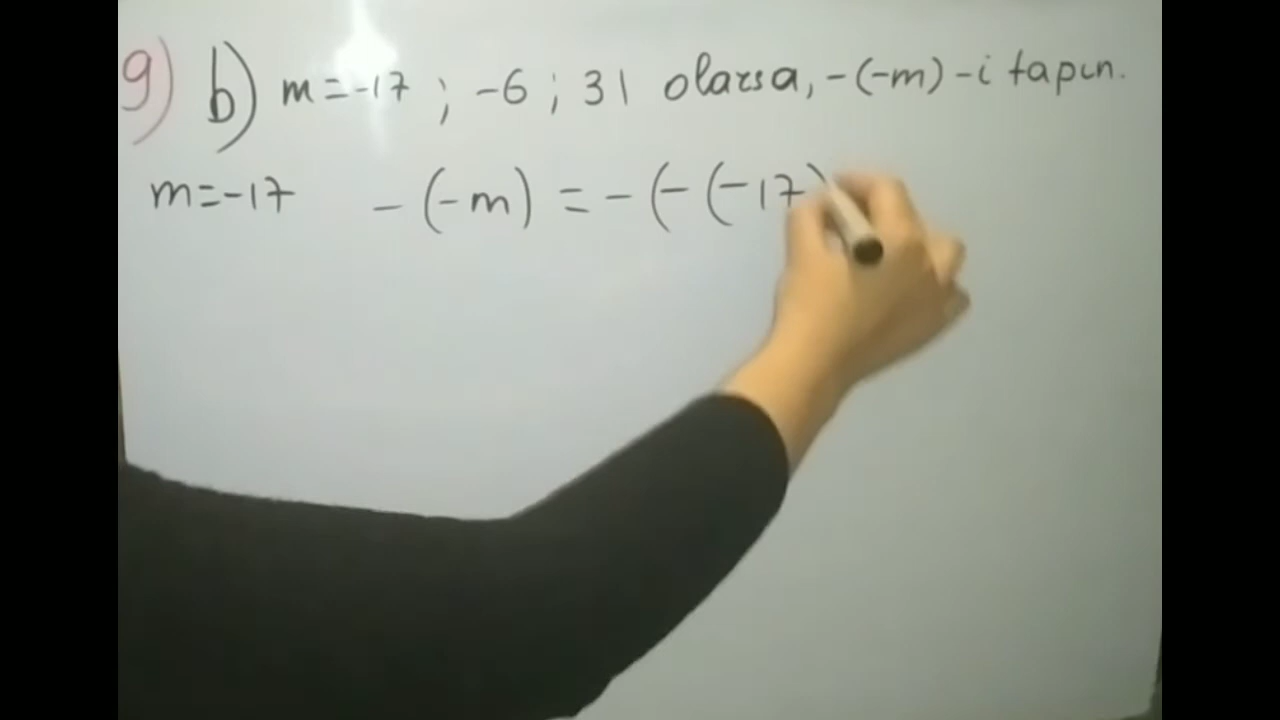 9) b) m=-17 ; -6 ; 31 olarsa, -(-m)-i tapın.
m=-17 -(-m) = -(-(-17)